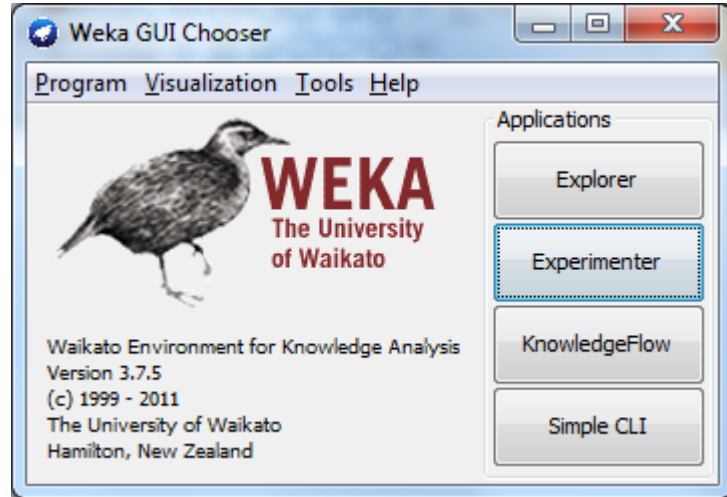 Weka GUI Chooser
Program Visualization Tools Help
WEKA
The University
of Waikato
Waikato Environment for Knowledge Analysis
Version 3.7.5
(c) 1999 - 2011
The University of Waikato
Hamilton, New Zealand
Applications
Explorer
Experimenter
KnowledgeFlow
Simple CLI